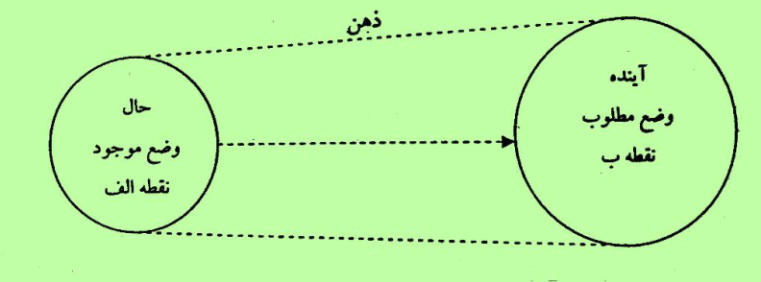 ذهن
آینده
وضع مطلوب
نقطه ب
حال
وضع موجود
نقطه الف